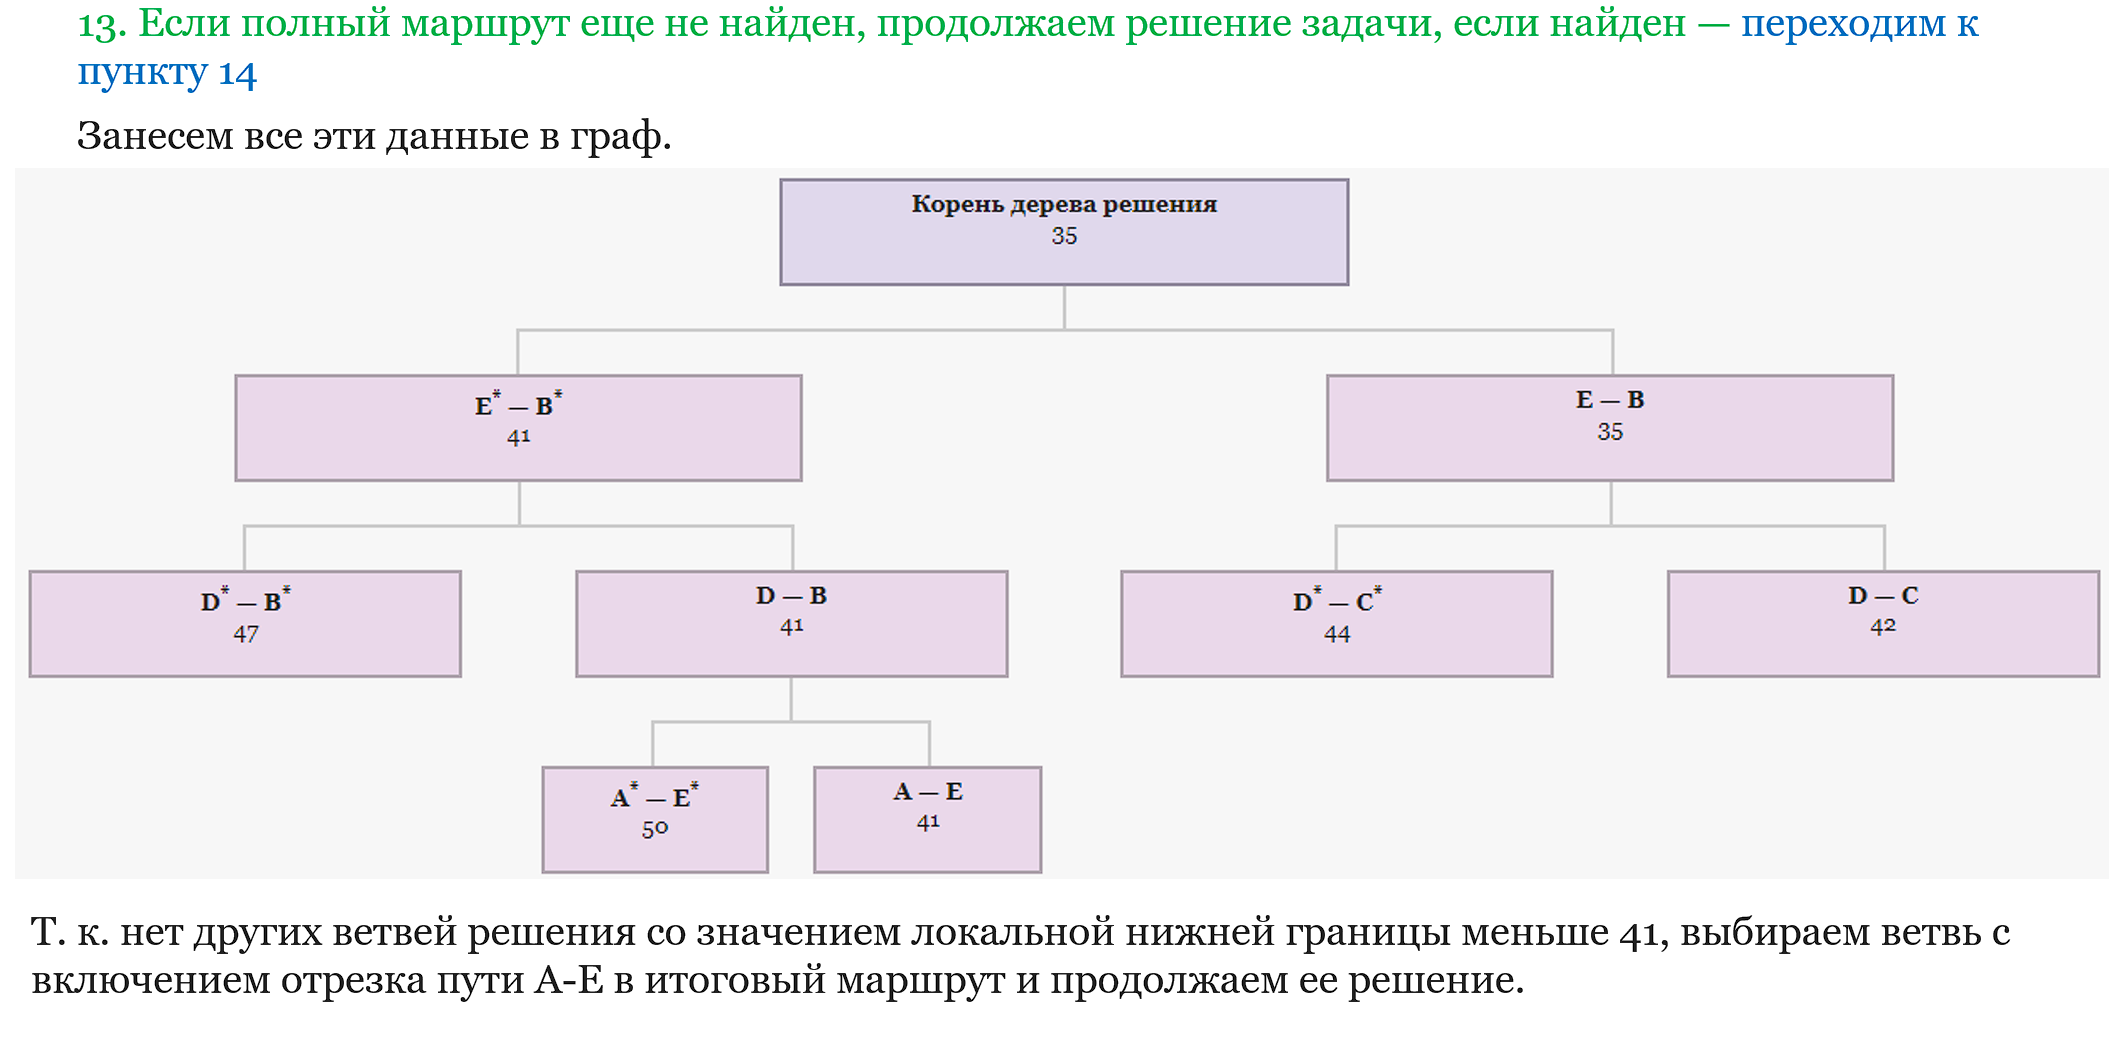 13. Если полный маршрут еще не найден, продолжаем решение задачи, если найден — переходим к
пункту 14
Занесем все эти данные в граф.
Корень дерева решения
35
E* — B*
41
E — B
35
D* — B*
47
D — B
41
D* — C*
44
D — C
42
A* — E*
50
A — E
41
Т. к. нет других ветвей решения со значением локальной нижней границы меньше 41, выбираем ветвь с
включением отрезка пути А-Е в итоговый маршрут и продолжаем ее решение.